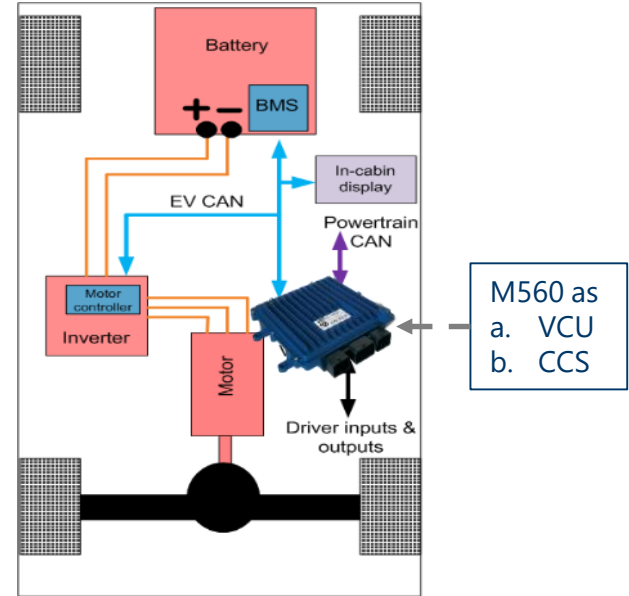 Battery
+ −
BMS
In-cabin
display
EV CAN
Powertrain
CAN
Motor
controller
Inverter
Motor
M560 as
a. VCU
b. CCS
Driver inputs &
outputs